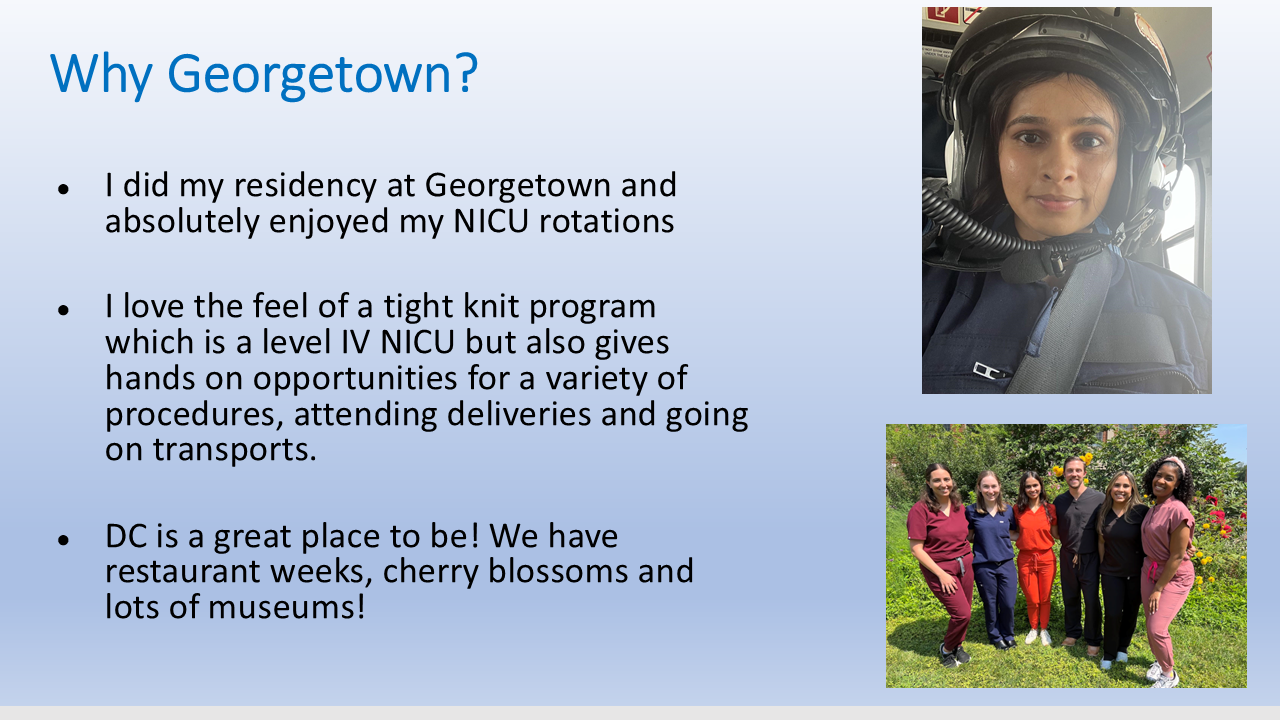 Why Georgetown?
● I did my residency at Georgetown and
absolutely enjoyed my NICU rotations
● I love the feel of a tight knit program
which is a level IV NICU but also gives
hands on opportunities for a variety of
procedures, attending deliveries and going
on transports.
● DC is a great place to be! We have
restaurant weeks, cherry blossoms and
lots of museums!